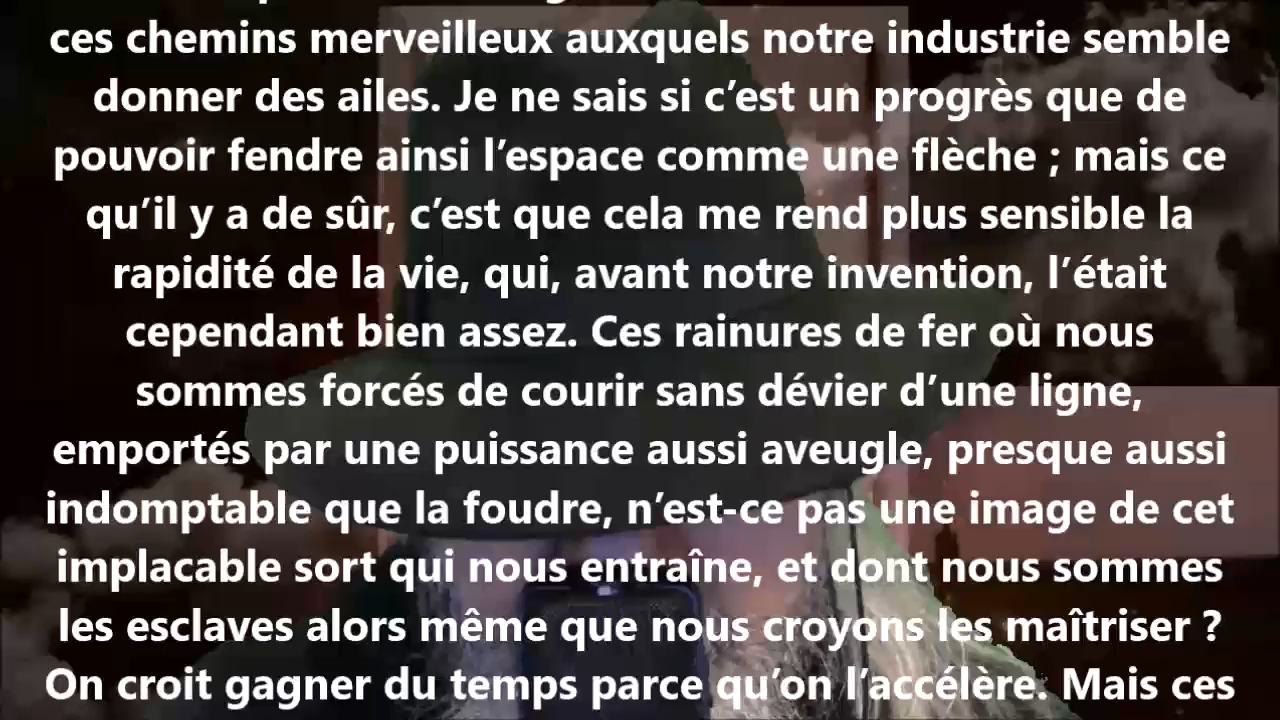 ces chemins merveilleux auxquels notre industrie semble
donner des ailes. Je ne sais si c’est un progrès que de
pouvoir fendre ainsi l’espace comme une flèche ; mais ce
qu’il y a de sûr, c’est que cela me rend plus sensible la
rapidité de la vie, qui, avant notre invention, l’était
cependant bien assez. Ces rainures de fer où nous
sommes forcés de courir sans dévier d’une ligne,
emportés par une puissance aussi aveugle, presque aussi
indomptable que la foudre, n’est-ce pas une image de cet
implacable sort qui nous entraîne, et dont nous sommes
les esclaves alors même que nous croyons les maîtriser ?
On croit gagner du temps parce qu’on l’accélère. Mais ces